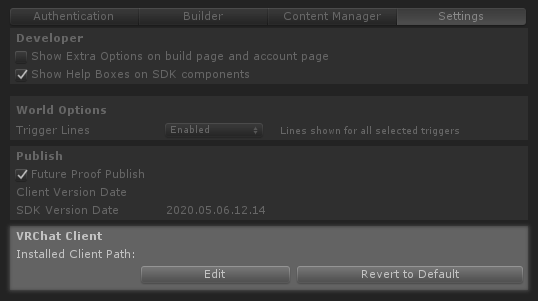 Authentication Builder Content Manager Settings
Developer
Show Extra Options on build page and account page
Show Help Boxes on SDK components
World Options
Trigger Lines Enabled Lines shown for all selected triggers
Publish
Future Proof Publish
Client Version Date
SDK Version Date 2020.05.06.12.14
VRChat Client
Installed Client Path:
Edit Revert to Default